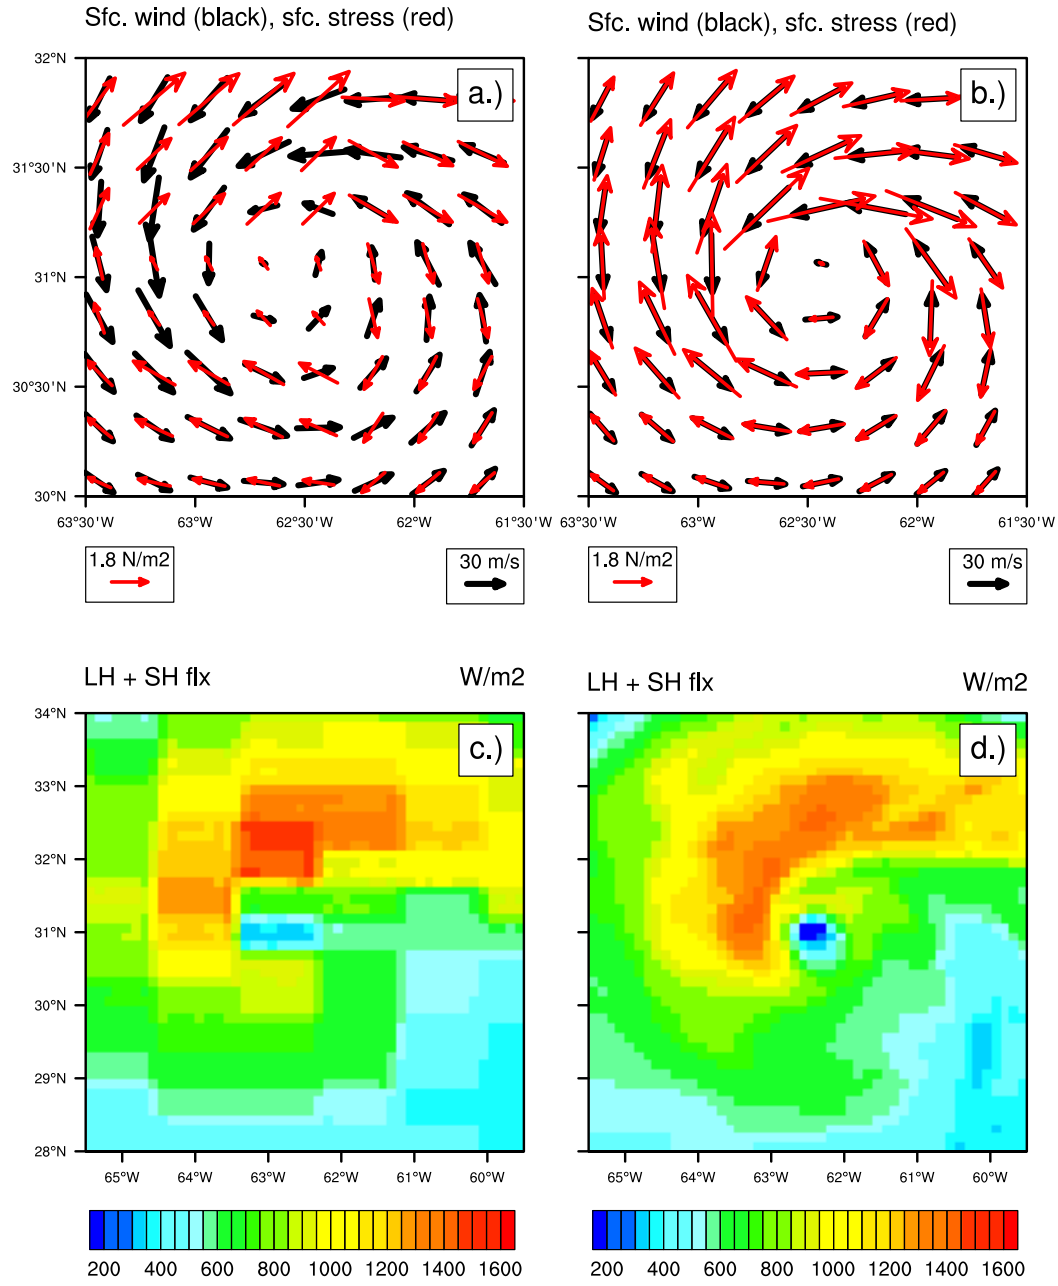 Sfc. wind (black), sfc. stress (red)
Sfc. wind (black), sfc. stress (red)
a.)
b.)
32°N
31°30'N
31°N
30°30'N
30°N
63°30'W 63°W 62°30'W 62°W 61°30'W
63°30'W 63°W 62°30'W 62°W 61°30'W
1.8 N/m2
30 m/s
1.8 N/m2
30 m/s
LH + SH flx W/m2
LH + SH flx W/m2
c.)
d.)
34°N
33°N
32°N
31°N
30°N
29°N
28°N
65°W 64°W 63°W 62°W 61°W 60°W
65°W 64°W 63°W 62°W 61°W 60°W
200 400 600 800 1000 1200 1400 1600
200 400 600 800 1000 1200 1400 1600